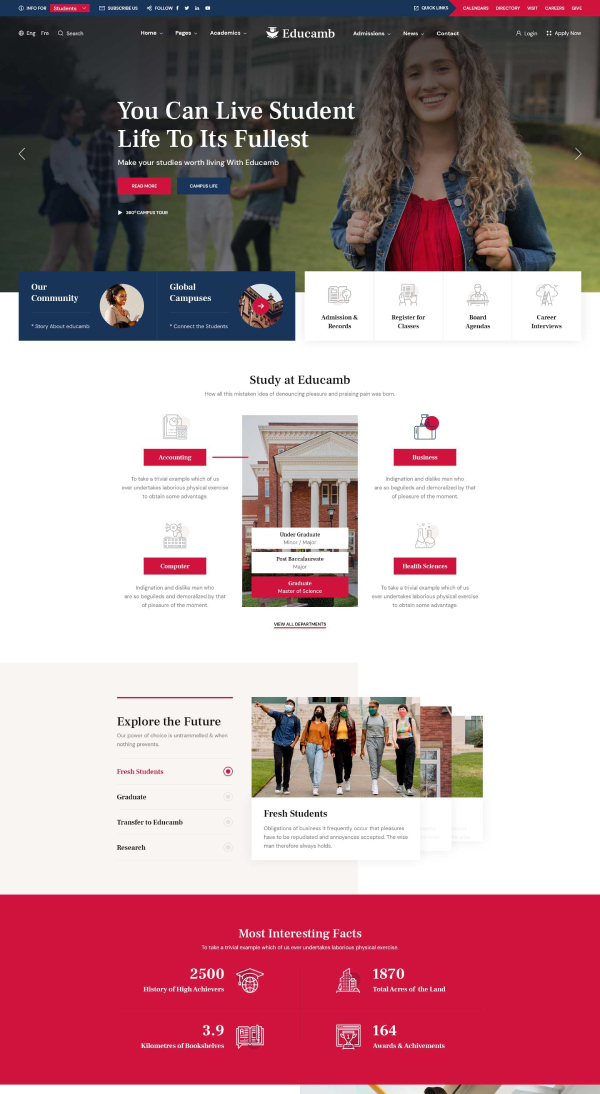 INFO FOR Students SUBSCRIBE US FOLLOW QUICK LINKS CALENDARS DIRECTORY VISIT CAREERS GIVE
Eng Fre Search Home Pages Academics Educamb Admissions News Contact Login Apply Now
You Can Live Student
Life To Its Fullest
Make your studies worth living With Educamb
READ MORE CAMPUS LIFE
360° CAMPUS TOUR
Our
Community
* Story About educamb
Global
Campuses
* Connect the Students
Admission &
Records
Register for
Classes
Board
Agendas
Career
Interviews
Study at Educamb
How all this mistaken idea of denouncing pleasure and praising pain was born.
Accounting
To take a trivial example which of us
ever undertakes laborious physical exercise
to obtain some advantage.
Business
Indignation and dislike men who
are so beguileds and demoralized by that
of pleasure of the moment.
Computer
Indignation and dislike men who
are so beguileds and demoralized by that
of pleasure of the moment.
Health Sciences
To take a trivial example which of us
ever undertakes laborious physical exercise
to obtain some advantage.
Under Graduate
Minor / Major
Post Baccalaureate
Major
Graduate
Master of Science
VIEW ALL DEPARTMENTS
Explore the Future
Our power of choice is untrammelled & when
nothing prevents.
Fresh Students
Graduate
Transfer to Educamb
Research
Fresh Students
Obligations of business it frequently occur that pleasures
have to be repudiated and annoyances accepted. The wise
man therefore always holds.
Most Interesting Facts
To take a trivial example which of us ever undertakes laborious physical exercise.
2500
History of High Achievers
1870
Total Acres of the Land
3.9
Kilometres of Bookshelves
164
Awards & Achivements